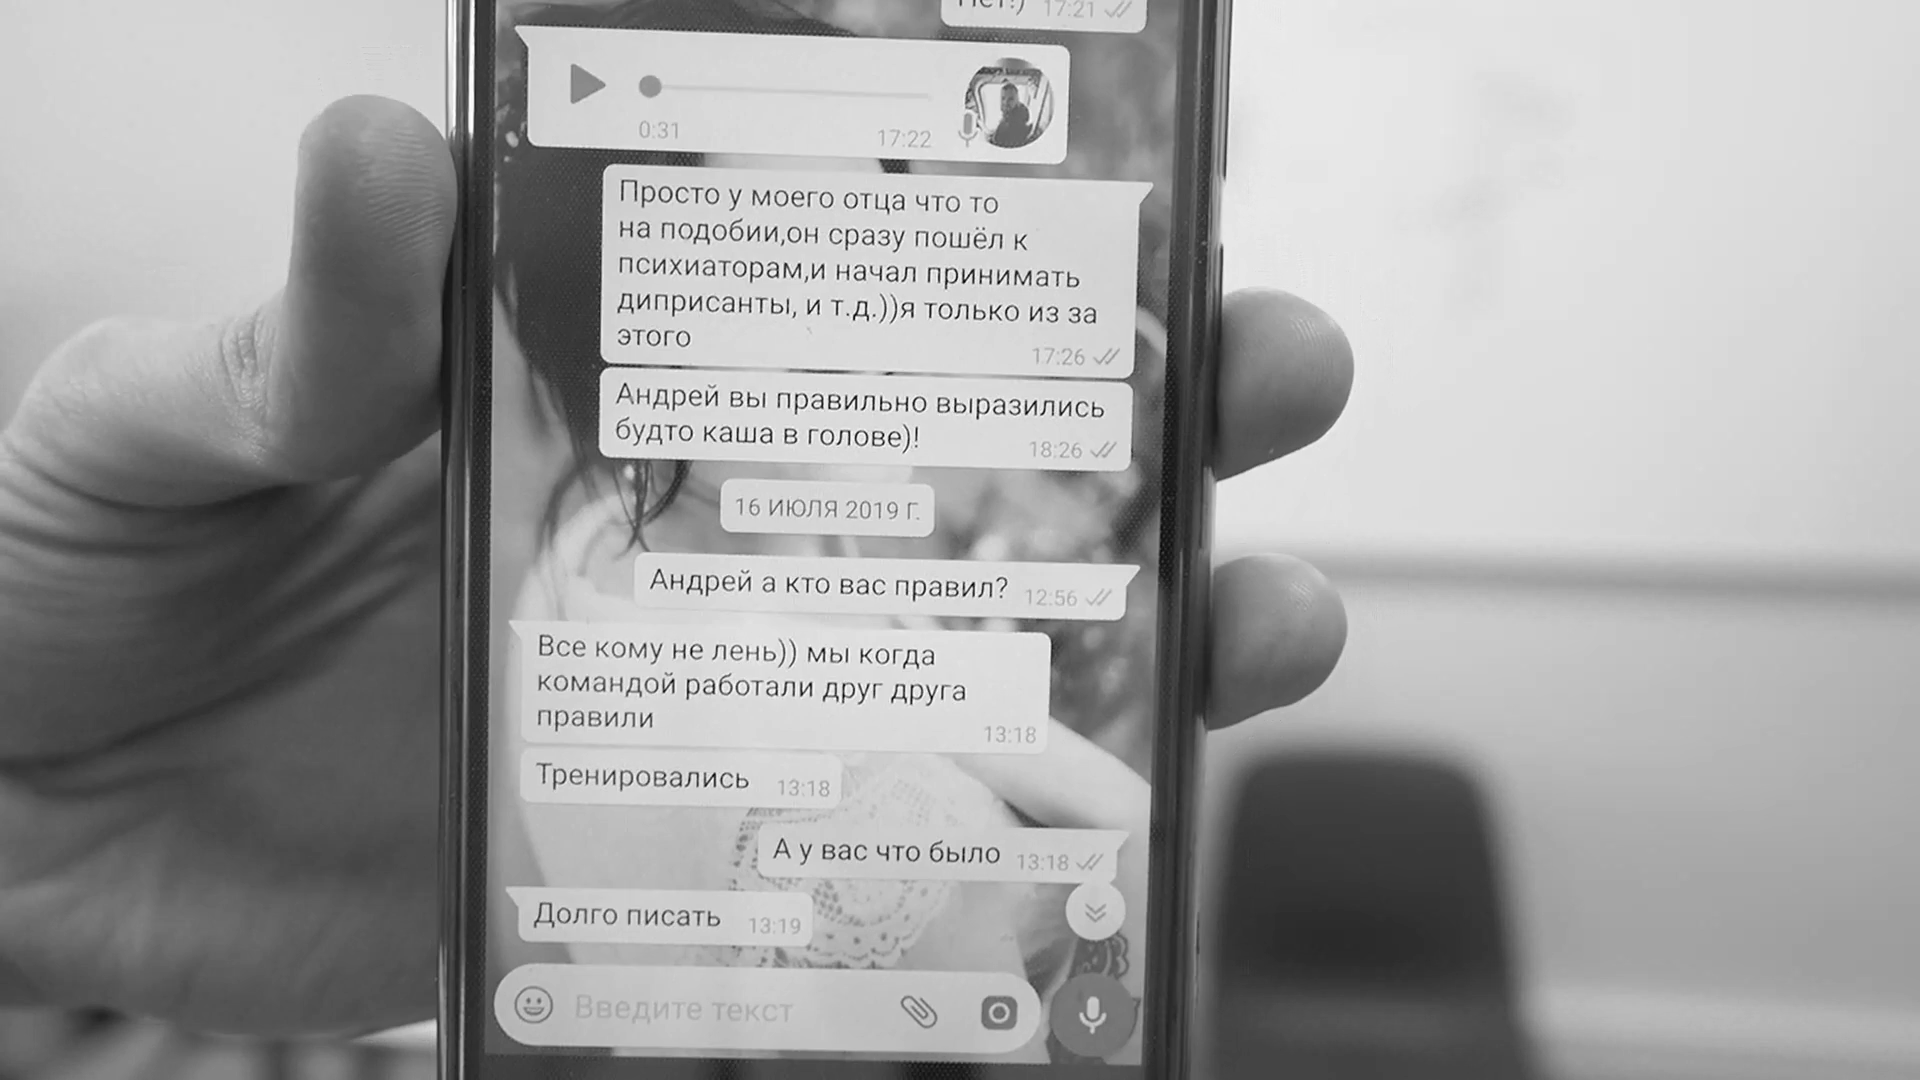 Нет!) 17:21
0:31 17:22
Просто у моего отца что то
на подобии,он сразу пошёл к
психиаторам,и начал принимать
диприсанты, и т.д.))я только из за
этого
17:26
Андрей вы правильно выразились
будто каша в голове)!
18:26
16 ИЮЛЯ 2019 Г.
Андрей а кто вас правил? 12:56
Все кому не лень)) мы когда
командой работали друг друга
правили
13:18
Тренировались 13:18
А у вас что было 13:18
Долго писать 13:19
Введите текст